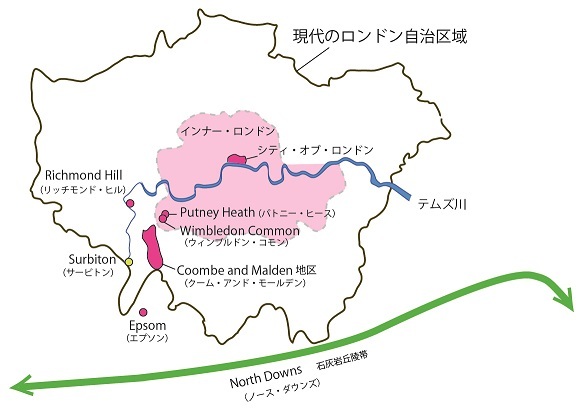 現代のロンドン自治区域
インナー・ロンドン
シティ・オブ・ロンドン
Richmond Hill
(リッチモンド・ヒル)
テムズ川
Putney Heath (パトニー・ヒース)
Wimbledon Common
(ウィンブルドン・コモン)
Surbiton
(サービトン)
Coombe and Malden 地区
(クーム・アンド・モールデン)
Epsom
(エプソン)
North Downs 石灰岩丘陵帯
(ノース・ダウンズ)